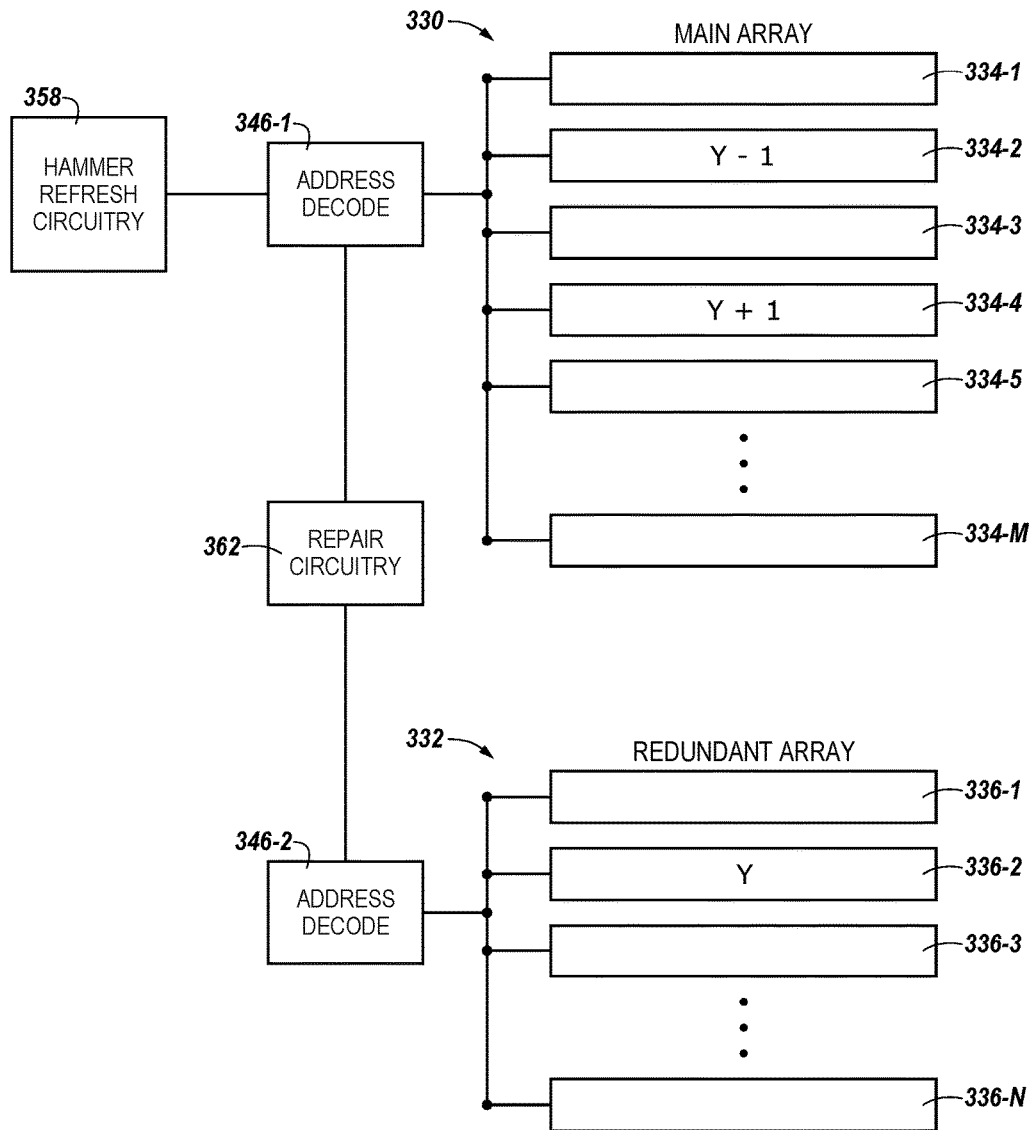 330
MAIN ARRAY
334-1
358
HAMMER
REFRESH
CIRCUITRY
346-1
ADDRESS
DECODE
Y - 1
334-2
334-3
Y + 1
334-4
334-5
362
REPAIR
CIRCUITRY
334-M
332
REDUNDANT ARRAY
336-1
346-2
ADDRESS
DECODE
Y
336-2
336-3
336-N